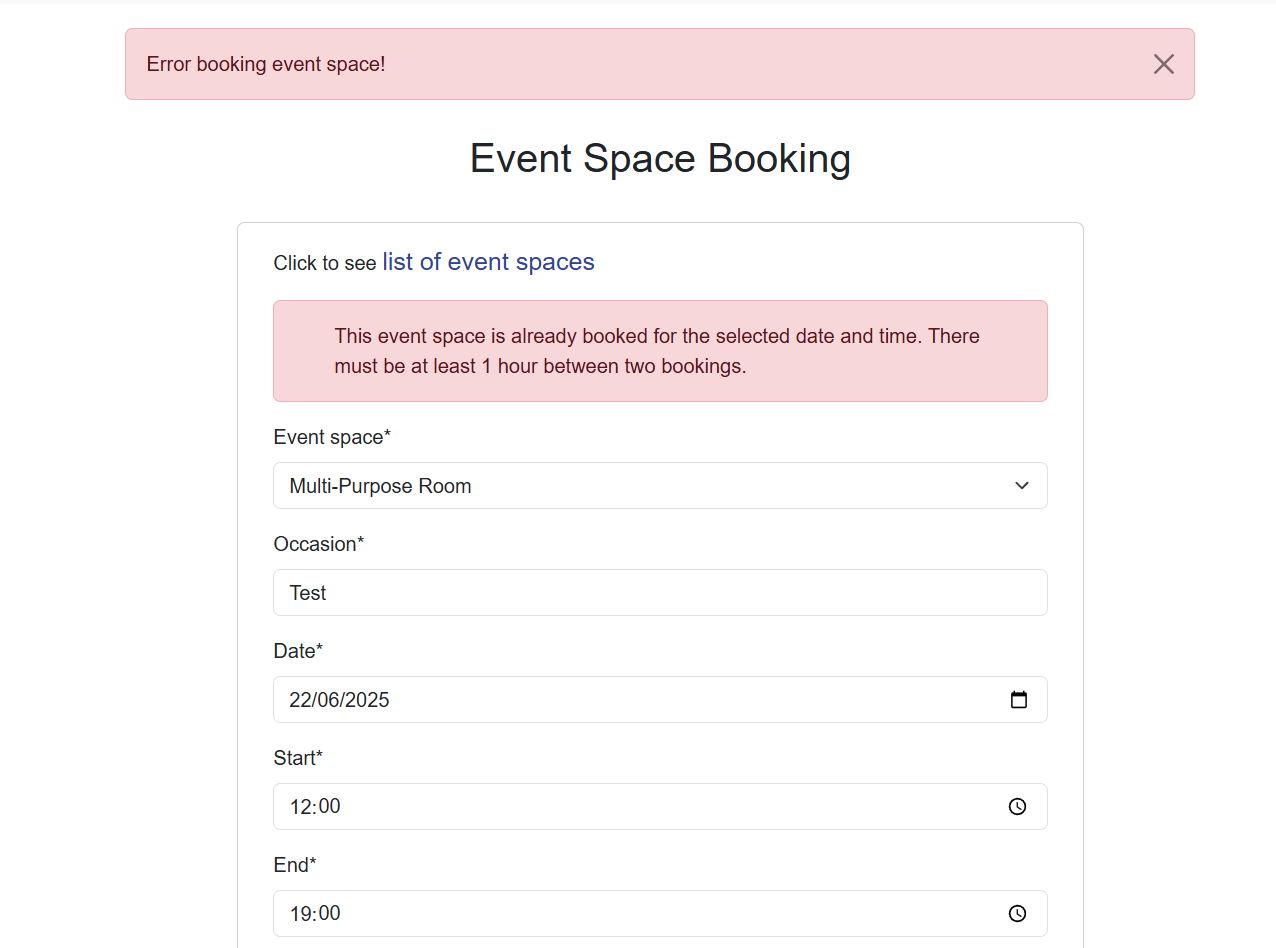 Error booking event space!
Event Space Booking
Click to see list of event spaces
This event space is already booked for the selected date and time. There
must be at least 1 hour between two bookings.
Event space*
Multi-Purpose Room
Occasion*
Test
Date*
22/06/2025
Start*
12:00
End*
19:00